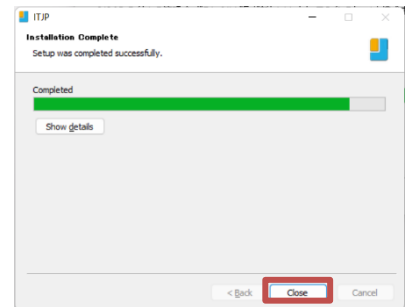 ITJP
Installation Complete
Setup was completed successfully.
Completed
Show details
< Back
Close
Cancel